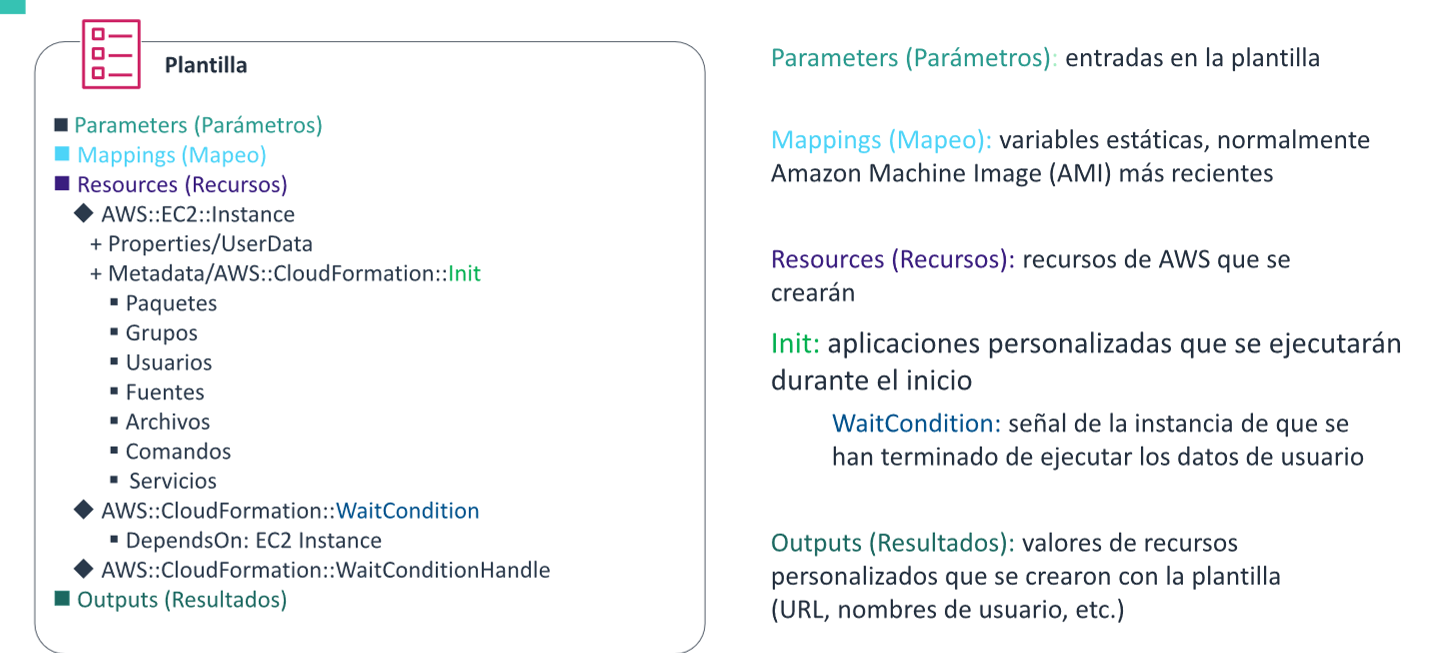 Plantilla
■ Parameters (Parámetros)
■ Mappings (Mapeo)
■ Resources (Recursos)
◆ AWS::EC2::Instance
+ Properties/UserData
+ Metadata/AWS::CloudFormation::Init
▪ Paquetes
▪ Grupos
▪ Usuarios
▪ Fuentes
▪ Archivos
▪ Comandos
▪ Servicios
◆ AWS::CloudFormation::WaitCondition
▪ DependsOn: EC2 Instance
◆ AWS::CloudFormation::WaitConditionHandle
■ Outputs (Resultados)
Parameters (Parámetros): entradas en la plantilla
Mappings (Mapeo): variables estáticas, normalmente
Amazon Machine Image (AMI) más recientes
Resources (Recursos): recursos de AWS que se
crearán
Init: aplicaciones personalizadas que se ejecutarán
durante el inicio
WaitCondition: señal de la instancia de que se
han terminado de ejecutar los datos de usuario
Outputs (Resultados): valores de recursos
personalizados que se crearon con la plantilla
(URL, nombres de usuario, etc.)